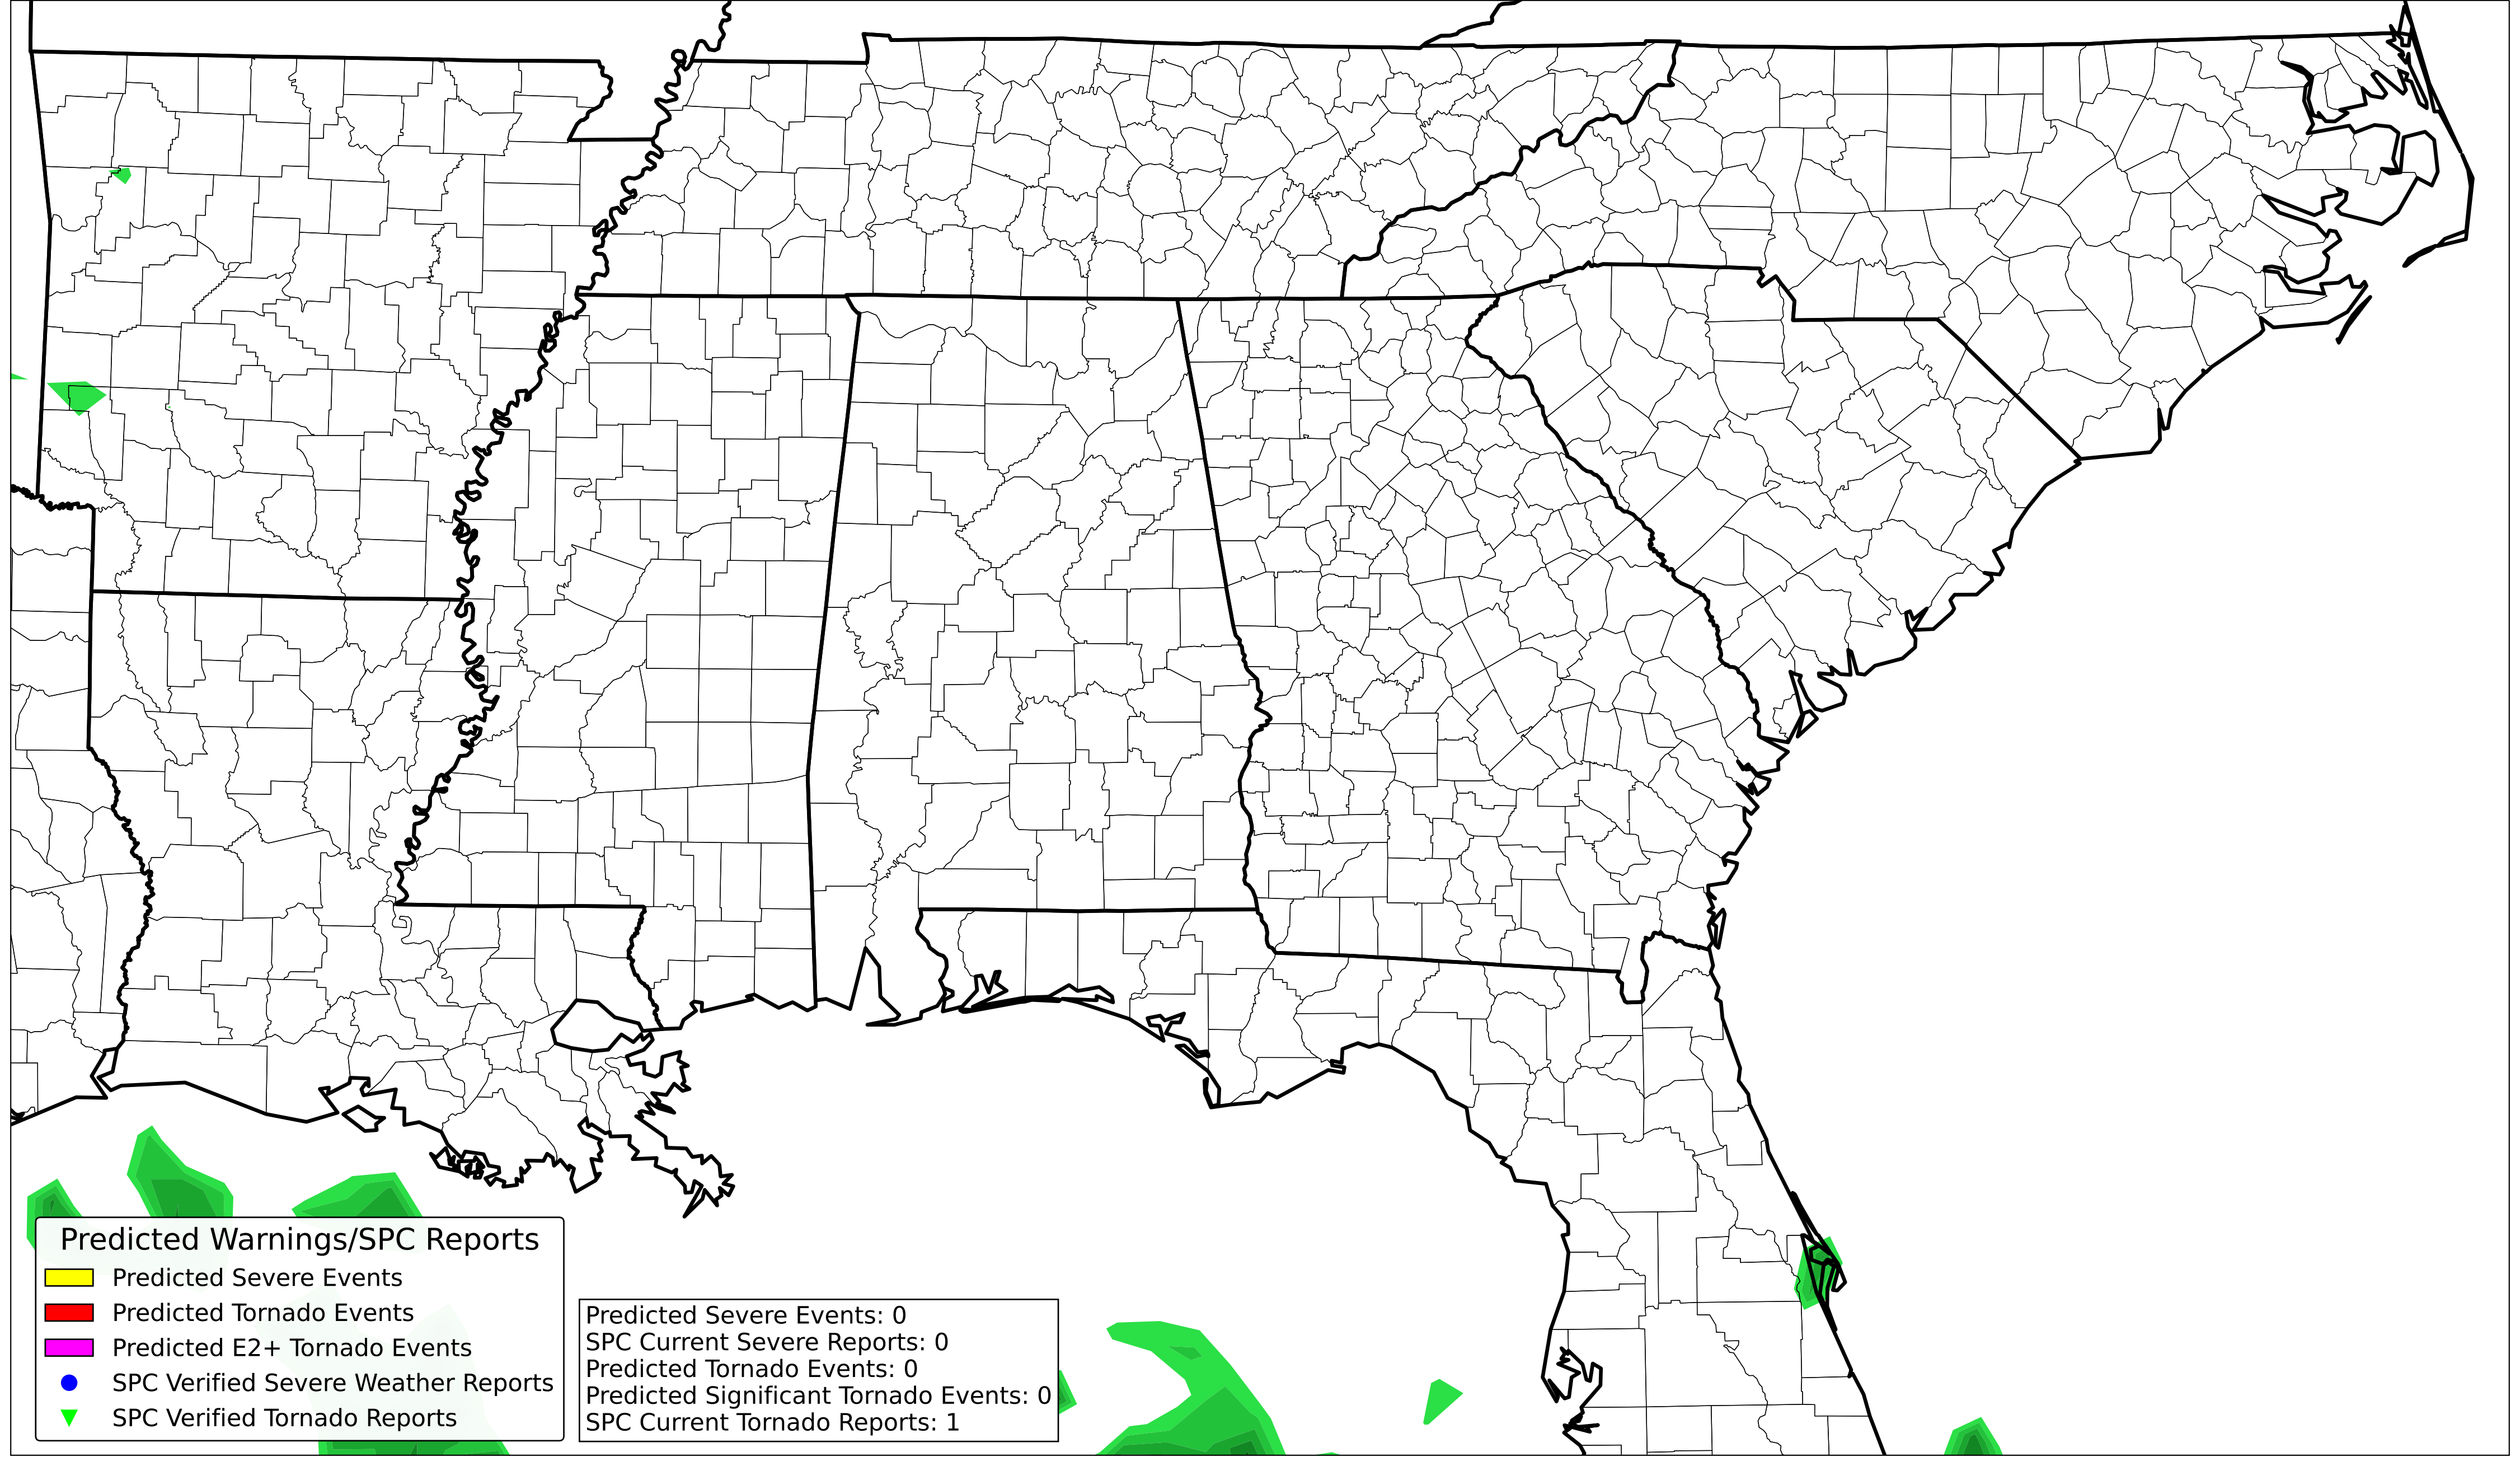 Predicted Warnings/SPC Reports
Predicted Severe Events
Predicted Tornado Events
Predicted E2+ Tornado Events
SPC Verified Severe Weather Reports
SPC Verified Tornado Reports
Predicted Severe Events: 0
SPC Current Severe Reports: 0
Predicted Tornado Events: 0
Predicted Significant Tornado Events: 0
SPC Current Tornado Reports: 1